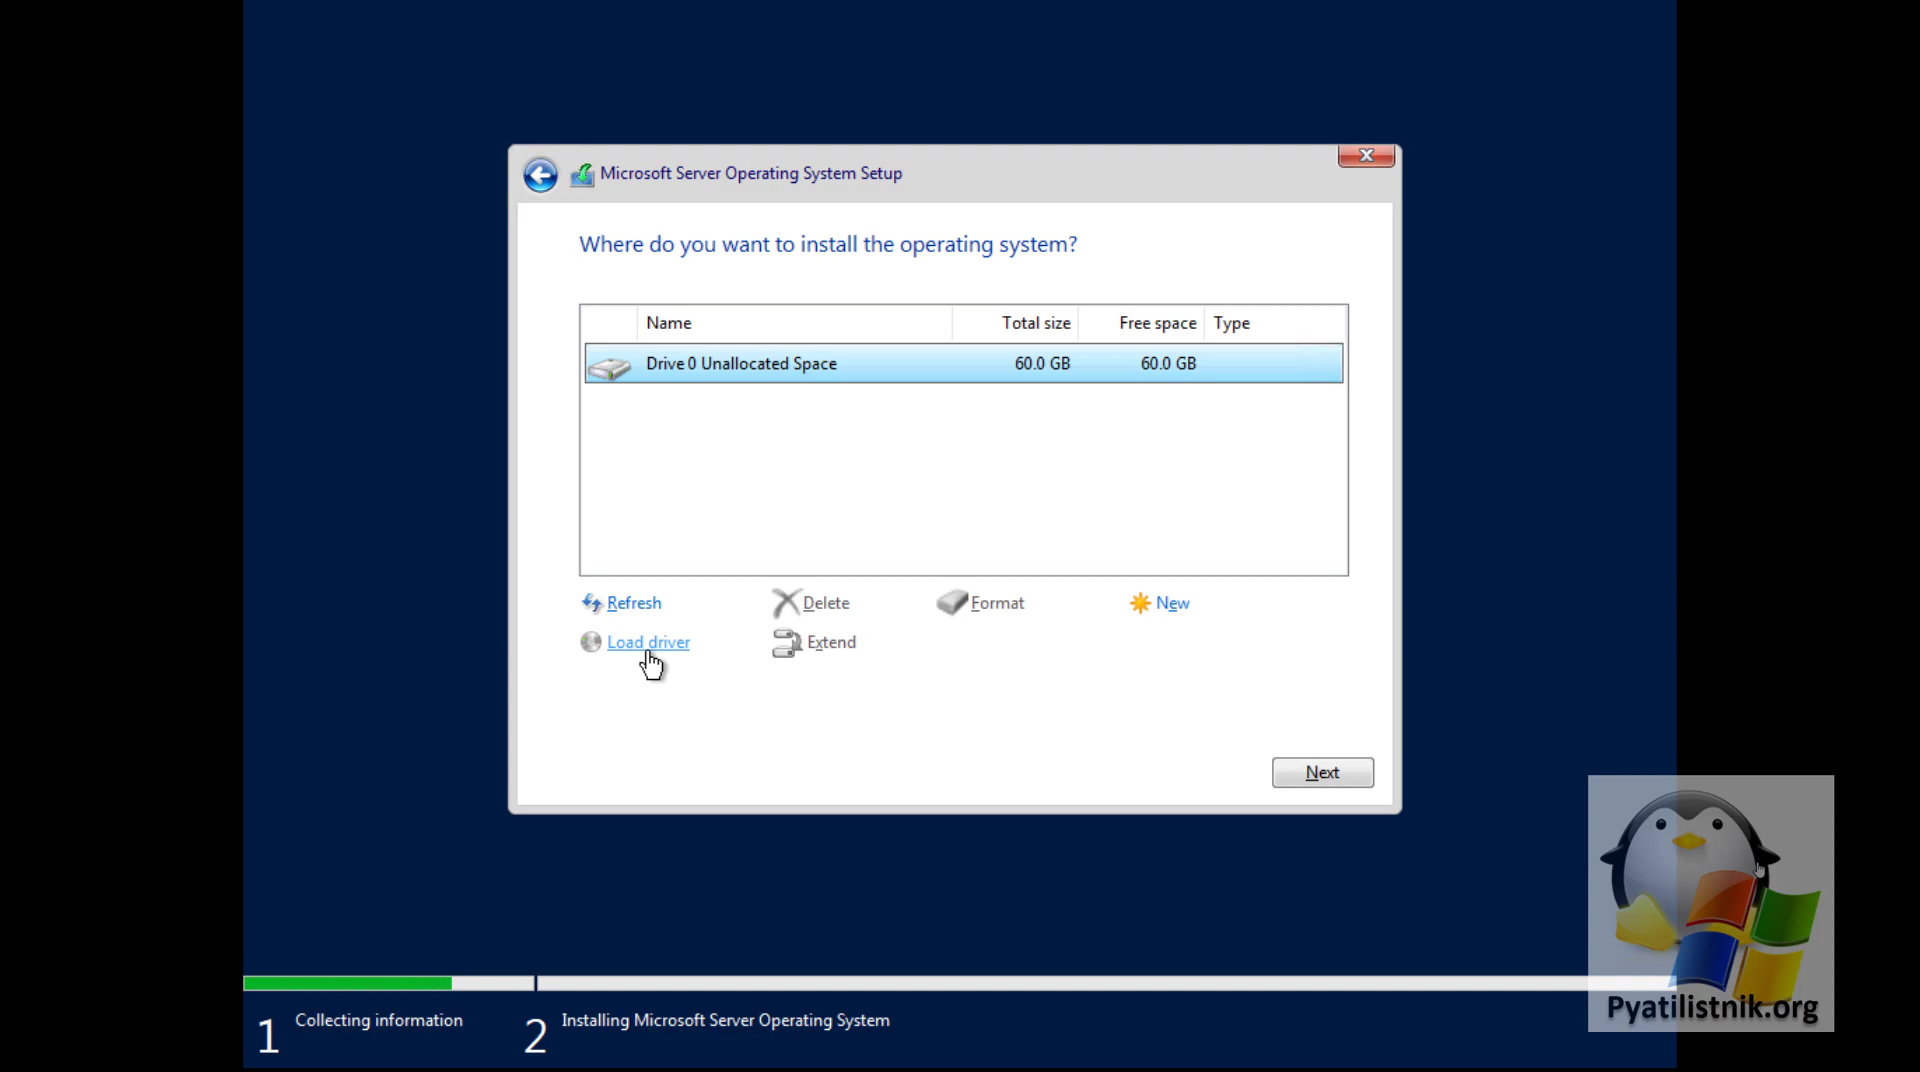 Microsoft Server Operating System Setup
Where do you want to install the operating system?
Name Total size Free space Type
Drive 0 Unallocated Space 60.0 GB 60.0 GB
Refresh Delete Format New
Load driver Extend
Next
Pyatilistnik.org
1 Collecting information 2 Installing Microsoft Server Operating System